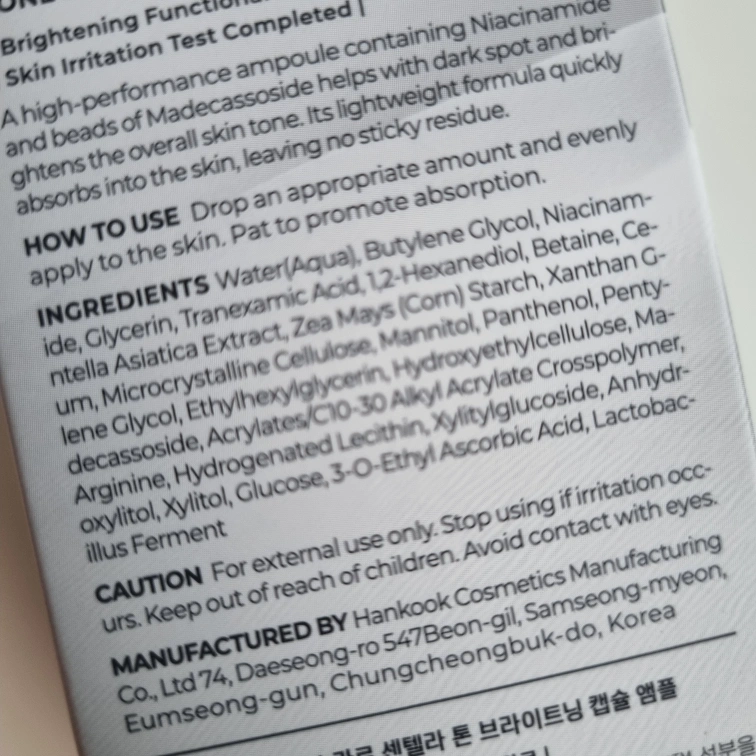 Brightening Functional
Skin Irritation Test Completed |
A high-performance ampoule containing Niacinamide
and beads of Madecassoside helps with dark spot and bri-
ghtens the overall skin tone. Its lightweight formula quickly
absorbs into the skin, leaving no sticky residue.
HOW TO USE Drop an appropriate amount and evenly
apply to the skin. Pat to promote absorption.
INGREDIENTS Water(Aqua), Butylene Glycol, Niacinam-
ide, Glycerin, Tranexamic Acid, 1,2-Hexanediol, Betaine, Ce-
ntella Asiatica Extract, Zea Mays (Corn) Starch, Xanthan G-
um, Microcrystalline Cellulose, Mannitol, Panthenol, Penty-
lene Glycol, Ethylhexylglycerin, Hydroxyethylcellulose, Ma-
decassoside, Acrylates/C10-30 Alkyl Acrylate Crosspolymer,
Arginine, Hydrogenated Lecithin, Xylitylglucoside, Anhydr-
oxylitol, Xylitol, Glucose, 3-O-Ethyl Ascorbic Acid, Lactobac-
illus Ferment
CAUTION For external use only. Stop using if irritation occ-
urs. Keep out of reach of children. Avoid contact with eyes.
MANUFACTURED BY Hankook Cosmetics Manufacturing
Co., Ltd 74, Daeseong-ro 547Beon-gil, Samseong-myeon,
Eumseong-gun, Chungcheongbuk-do, Korea
센텔라 톤 브라이트닝 캡슐 앰플